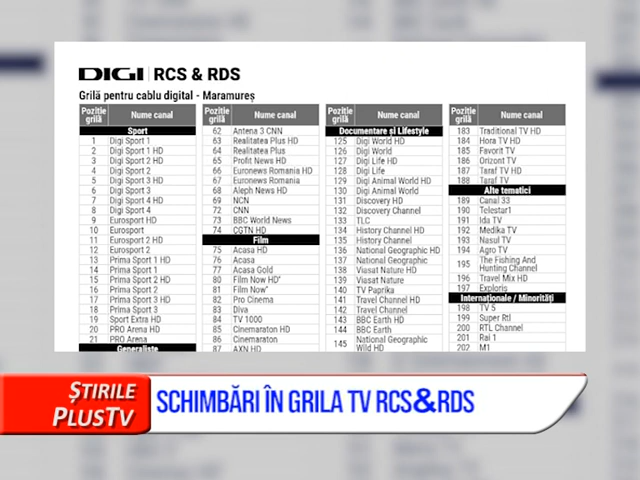 DIGI | RCS & RDS
Grilă pentru cablu digital - Maramureș
Poziție grilă Nume canal
Sport
1 Digi Sport 1
2 Digi Sport 1 HD
3 Digi Sport 2 HD
4 Digi Sport 2
5 Digi Sport 3 HD
6 Digi Sport 3
7 Digi Sport 4 HD
8 Digi Sport 4
9 Eurosport HD
10 Eurosport
11 Eurosport 2 HD
12 Eurosport 2
13 Prima Sport 1 HD
14 Prima Sport 1
15 Prima Sport 2 HD
16 Prima Sport 2
17 Prima Sport 3 HD
18 Prima Sport 3
19 Sport Extra HD
20 PRO Arena HD
21 PRO Arena
Generaliste
Poziție grilă Nume canal
62 Antena 3 CNN
63 Realitatea Plus HD
64 Realitatea Plus
65 Profit News HD
66 Euronews Romania HD
67 Euronews Romania
68 Aleph News HD
69 NCN
72 CNN
73 BBC World News
74 CGTN HD
Film
75 Acasa HD
76 Acasa
77 Acasa Gold
80 Film Now HD*
81 Film Now*
82 Pro Cinema
83 Diva
84 TV 1000
85 Cinemaraton HD
86 Cinemaraton
87 AXN HD
Poziție grilă Nume canal
Documentare și Lifestyle
125 Digi World HD
126 Digi World
127 Digi Life HD
128 Digi Life
129 Digi Animal World HD
130 Digi Animal World
131 Discovery HD
132 Discovery Channel
133 TLC
134 History Channel HD
135 History Channel
136 National Geographic HD
137 National Geographic
138 Viasat Nature HD
139 Viasat Nature
140 TV Paprika
141 Travel Channel HD
142 Travel Channel
143 BBC Earth HD
144 BBC Earth
145 National Geographic Wild HD
Poziție grilă Nume canal
183 Traditional TV HD
184 Hora TV HD
185 Favorit TV
186 Orizont TV
187 Taraf TV HD
188 Taraf TV
Alte tematici
189 Canal 33
190 Telestar1
191 Ida TV
192 Medika TV
193 Nasul TV
194 Agro TV
195 The Fishing And Hunting Channel
196 Travel Mix HD
197 Exploris
Internaționale / Minorități
198 TV 5
199 Super Rtl
200 RTL Channel
201 Rai 1
202 M1
ȘTIRILE
PLUSTV
SCHIMBĂRI ÎN GRILA TV RCS&RDS